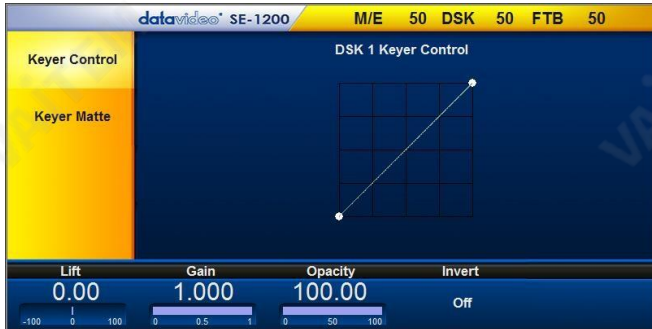 datavideo SE-1200 M/E 50 DSK 50 FTB 50
Keyer Control
DSK 1 Keyer Control
Keyer Matte
Lift Gain Opacity Invert
0.00 1.000 100.00 Off
-100 0 100 0 0.5 1 0 50 100